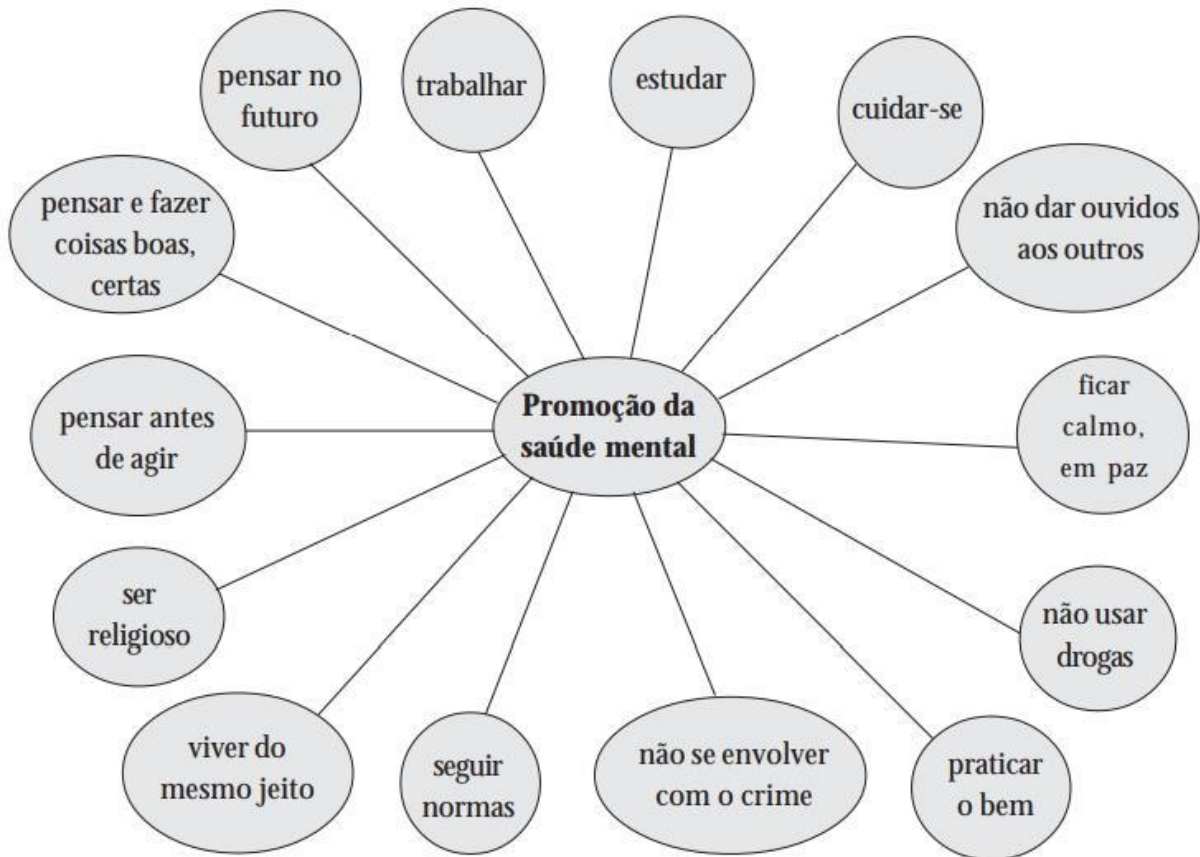 pensar no
futuro
trabalhar
estudar
cuidar-se
pensar e fazer
coisas boas,
certas
não dar ouvidos
aos outros
Promoção da
saúde mental
pensar antes
de agir
ficar
calmo,
em paz
ser
religioso
não usar
drogas
viver do
mesmo jeito
seguir
normas
não se envolver
com o crime
praticar
o bem